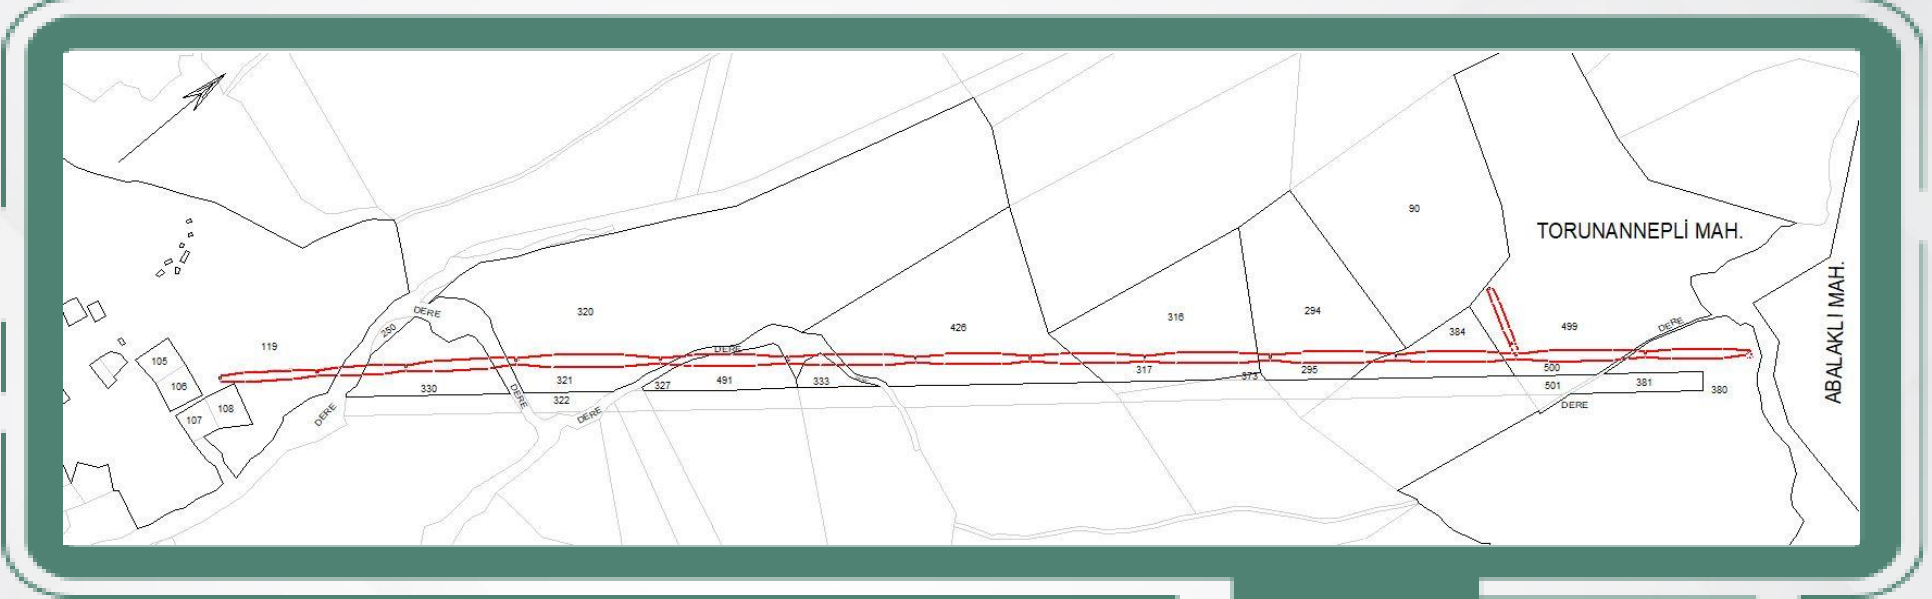 90
TORUNANNEPLİ MAH.
ABALAKLI MAH.
320
DERE
250
119
316
294
426
384
499
DERE
105
106
107
108
DERE
330
321
322
DERE
DERE
327
DERE
491
333
317
373
295
500
501
DERE
381
380